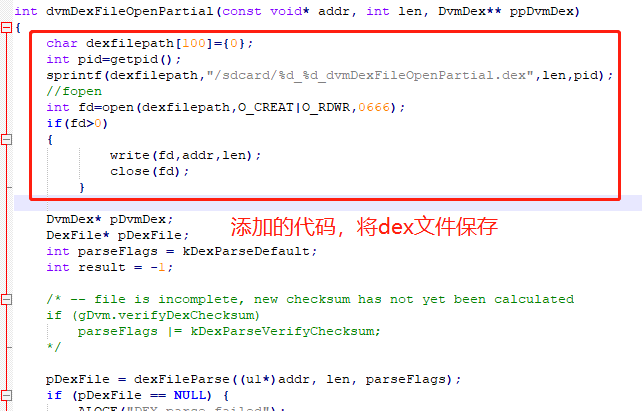 int dvmDexFileOpenPartial(const void* addr, int len, DvmDex** ppDvmDex)
{
char dexfilepath[100]={0};
int pid=getpid();
sprintf(dexfilepath,"/sdcard/%d_%d_dvmDexFileOpenPartial.dex",len,pid);
//fopen
int fd=open(dexfilepath,O_CREAT|O_RDWR,0666);
if(fd>0)
{
write(fd,addr,len);
close(fd);
}
DvmDex* pDvmDex;
添加的代码，将dex文件保存
DexFile* pDexFile;
int parseFlags = kDexParseDefault;
int result = -1;
/* -- file is incomplete, new checksum has not yet been calculated
if (gDvm.verifyDexChecksum)
parseFlags |= kDexParseVerifyChecksum;
*/
pDexFile = dexFileParse((u1*)addr, len, parseFlags);
if (pDexFile == NULL) {
ALOGE("DEX parse failed");